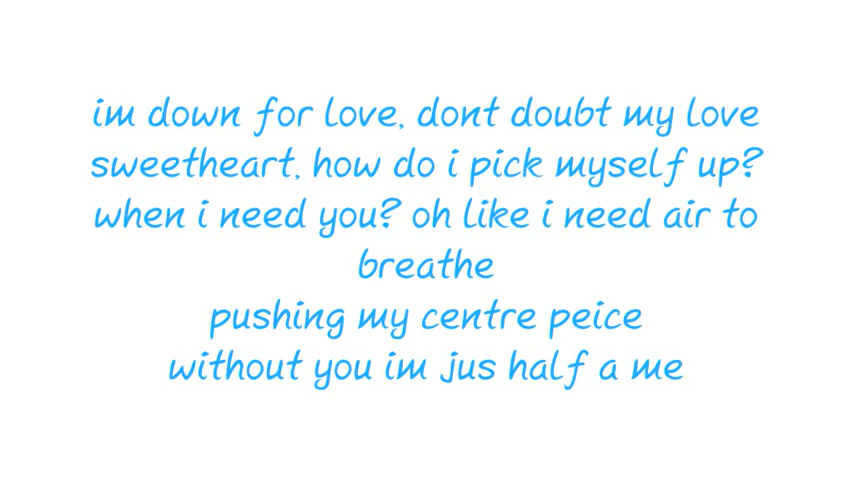 im down for love, dont doubt my love
sweetheart, how do i pick myself up?
when i need you? oh like i need air to
breathe
pushing my centre peice
without you im jus half a me